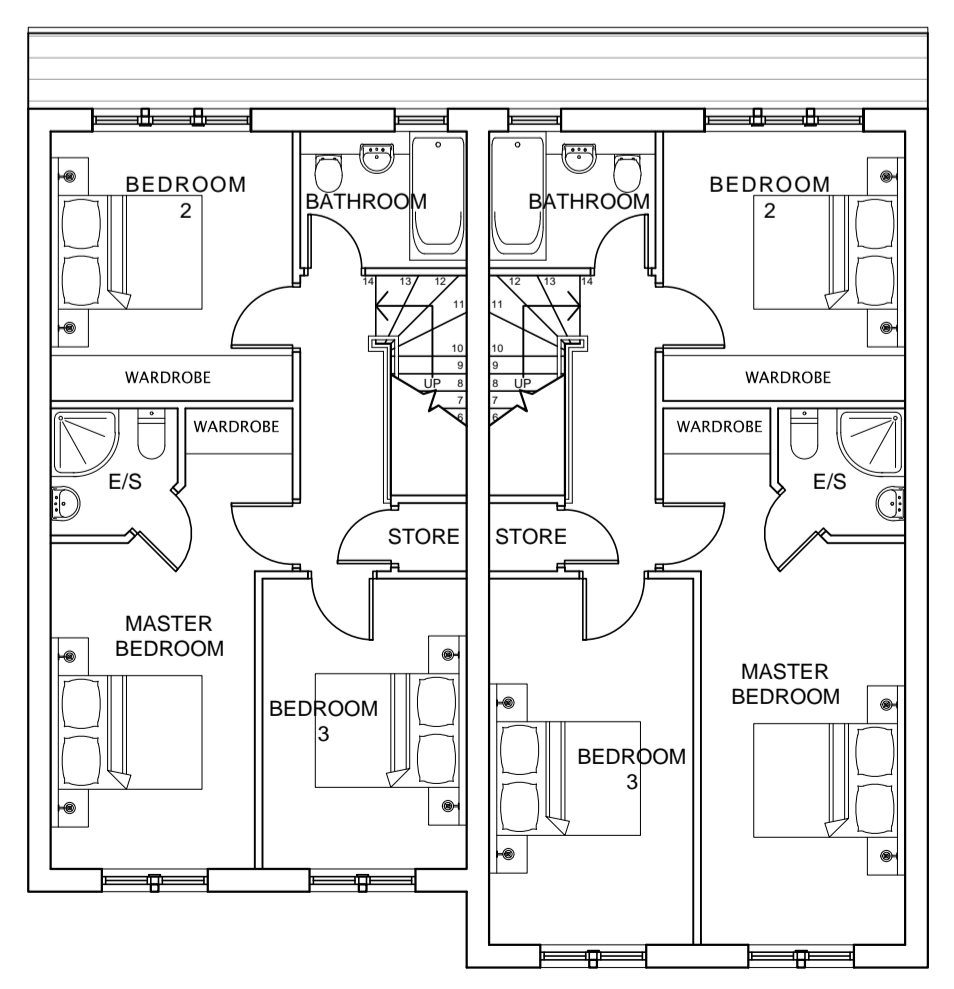 BEDROOM
2
BATHROOM
BATHROOM
BEDROOM
2
14
13
12
11
10
9
8
7
6
UP
12
13
14
11
10
9
8
7
6
UP
WARDROBE
WARDROBE
WARDROBE
WARDROBE
E/S
E/S
STORE
STORE
MASTER
BEDROOM
BEDROOM
3
MASTER
BEDROOM
BEDROOM
3